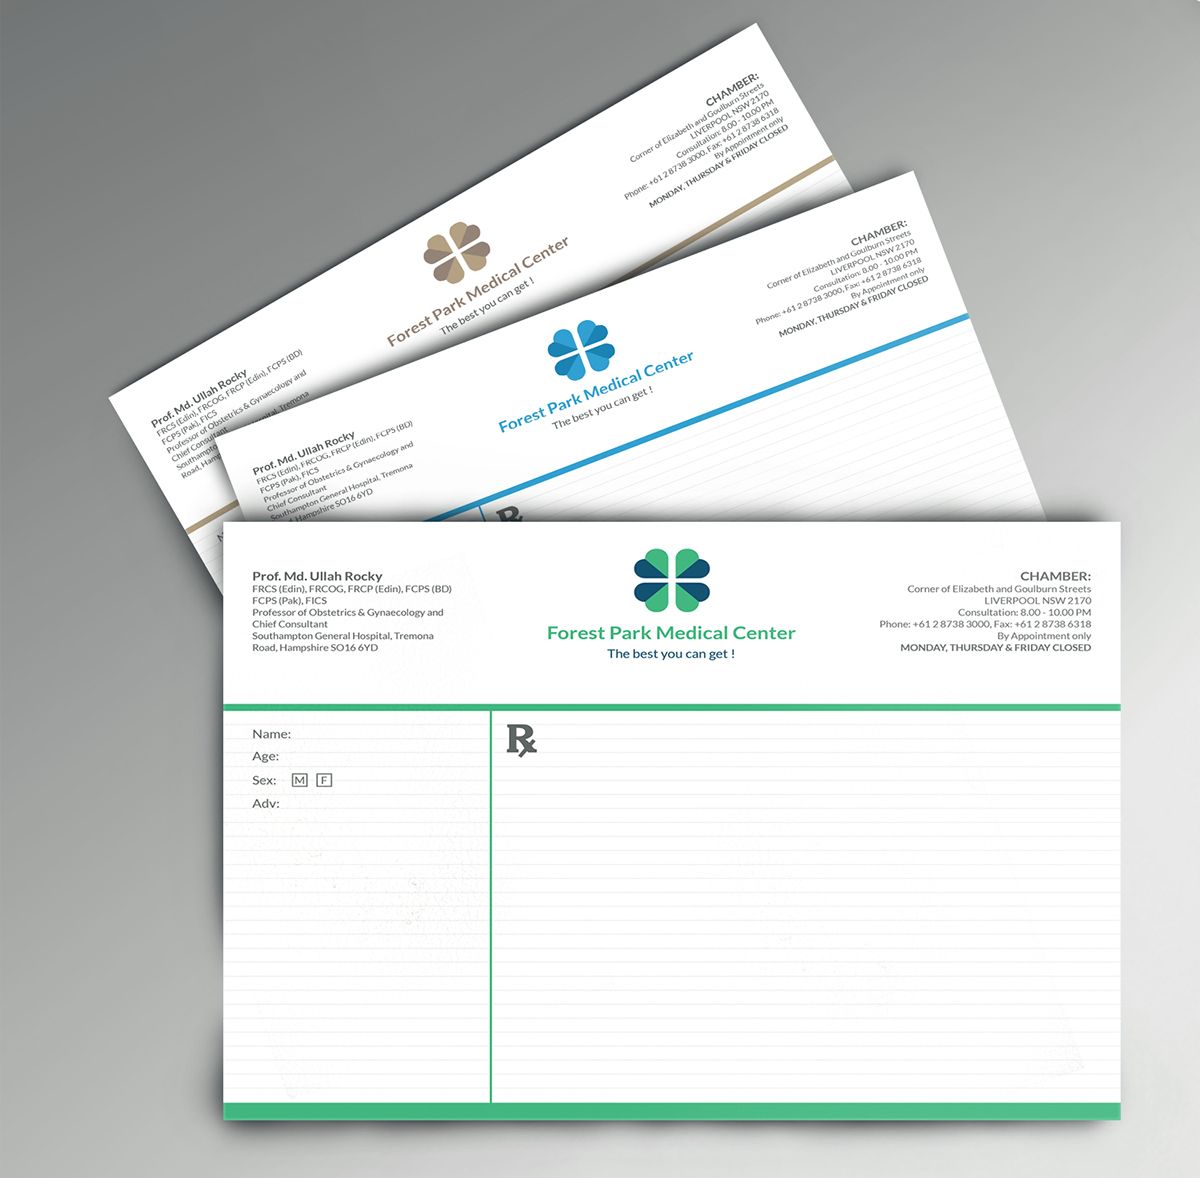 CHAMBER:
Corner of Elizabeth and Goulburn Streets
LIVERPOOL NSW 2170
Consultation: 8.00 - 10.00 PM
Phone: +61 2 8738 3000, Fax: +61 2 8738 6318
By Appointment only
MONDAY, THURSDAY & FRIDAY CLOSED
Forest Park Medical Center
The best you can get !
Prof. Md. Ullah Rocky
FRCS (Edin), FRCOG, FRCP (Edin), FCPS (BD)
FCPS (Pak), FICS
Professor of Obstetrics & Gynaecology and
Chief Consultant
Southampton Tremona
Road,
CHAMBER:
Corner of Elizabeth and Goulburn Streets
LIVERPOOL NSW 2170
Consultation: 8.00 - 10.00 PM
Phone: +61 2 8738 3000, Fax: +61 2 8738 6318
By Appointment only
MONDAY, THURSDAY & FRIDAY CLOSED
Forest Park Medical Center
The best you can get !
Prof. Md. Ullah Rocky
FRCS (Edin), FRCOG, FRCP (Edin), FCPS (BD)
FCPS (Pak), FICS
Professor of Obstetrics & Gynaecology and
Chief Consultant
Southampton General Hospital, Tremona
Hampshire SO16 6YD
℞
Prof. Md. Ullah Rocky
FRCS (Edin), FRCOG, FRCP (Edin), FCPS (BD)
FCPS (Pak), FICS
Professor of Obstetrics & Gynaecology and
Chief Consultant
Southampton General Hospital, Tremona
Road, Hampshire SO16 6YD
Forest Park Medical Center
The best you can get !
CHAMBER:
Corner of Elizabeth and Goulburn Streets
LIVERPOOL NSW 2170
Consultation: 8.00 - 10.00 PM
Phone: +61 2 8738 3000, Fax: +61 2 8738 6318
By Appointment only
MONDAY, THURSDAY & FRIDAY CLOSED
Name:
Age:
Sex: M F
Adv:
℞